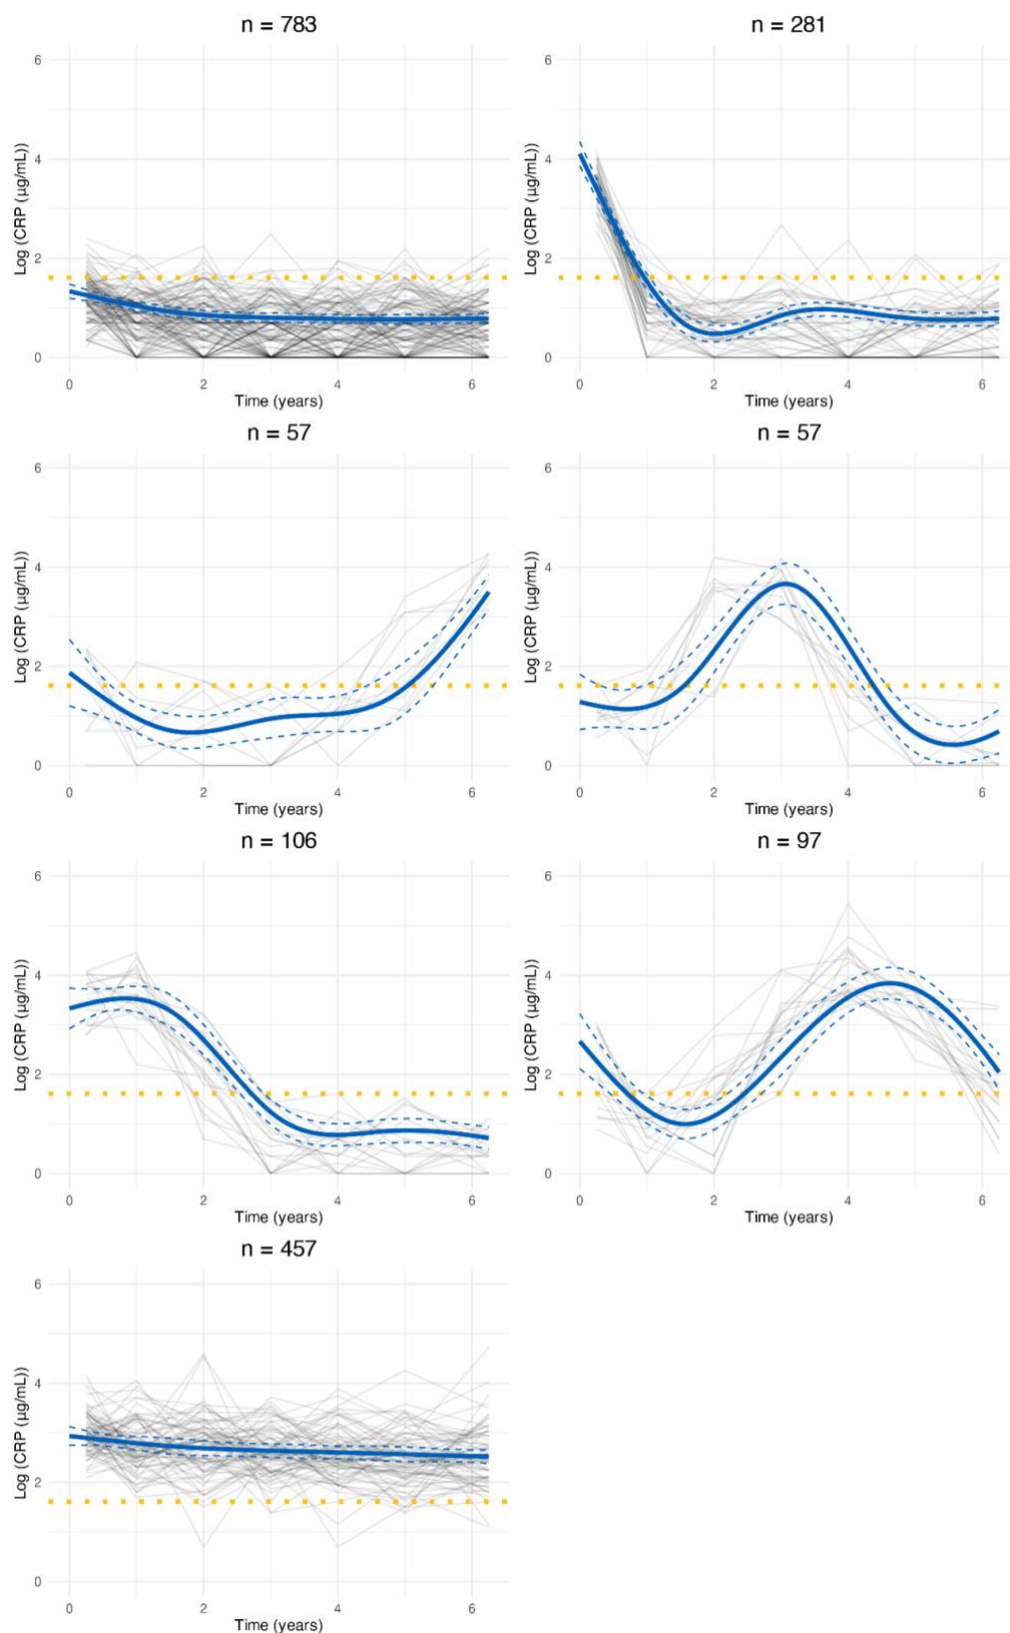 n = 783
6
4
2
0
Log (CRP (µg/mL))
0 2 4 6
Time (years)
n = 281
6
4
2
0
Log (CRP (µg/mL))
0 2 4 6
Time (years)
n = 57
6
4
2
0
Log (CRP (µg/mL))
0 2 4 6
Time (years)
n = 57
6
4
2
0
Log (CRP (µg/mL))
0 2 4 6
Time (years)
n = 106
6
4
2
0
Log (CRP (µg/mL))
0 2 4 6
Time (years)
n = 97
6
4
2
0
Log (CRP (µg/mL))
0 2 4 6
Time (years)
n = 457
6
4
2
0
Log (CRP (µg/mL))
0 2 4 6
Time (years)